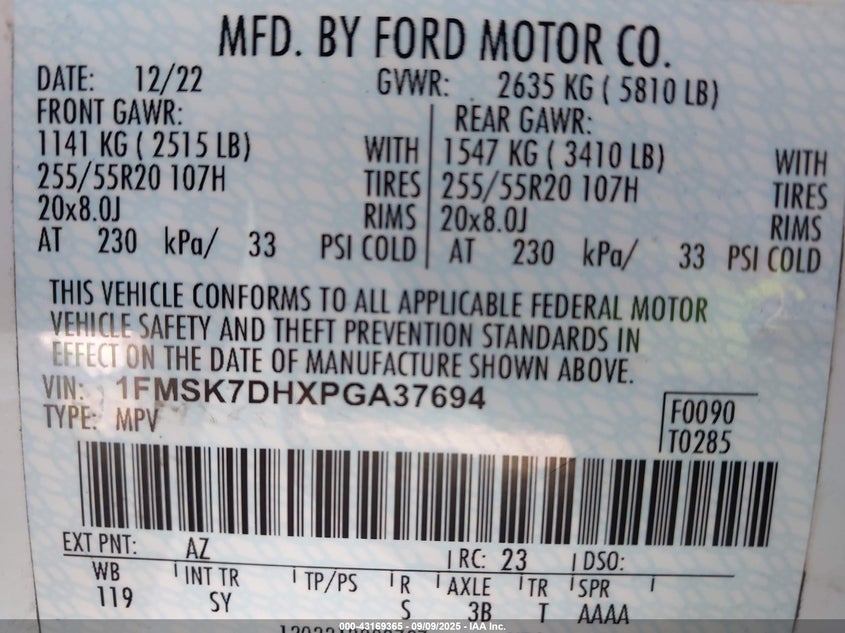 MFD. BY FORD MOTOR CO.
DATE: 12/22 GVWR: 2635 KG ( 5810 LB)
FRONT GAWR: REAR GAWR:
1141 KG ( 2515 LB) WITH 1547 KG ( 3410 LB) WITH
255/55R20 107H TIRES 255/55R20 107H TIRES
20x8.0J RIMS 20x8.0J RIMS
AT 230 kPa/ 33 PSI COLD AT 230 kPa/ 33 PSI COLD
THIS VEHICLE CONFORMS TO ALL APPLICABLE FEDERAL MOTOR
VEHICLE SAFETY AND THEFT PREVENTION STANDARDS IN
EFFECT ON THE DATE OF MANUFACTURE SHOWN ABOVE.
VIN: 1FMSK7DHXPGA37694
TYPE: MPV
F0090
T0285
EXT PNT: AZ RC: 23 DSO:
WB INT TR TP/PS R AXLE TR SPR
119 SY S 3B T AAAA
000-43169365 - 09/09/2025 - IAA Inc.